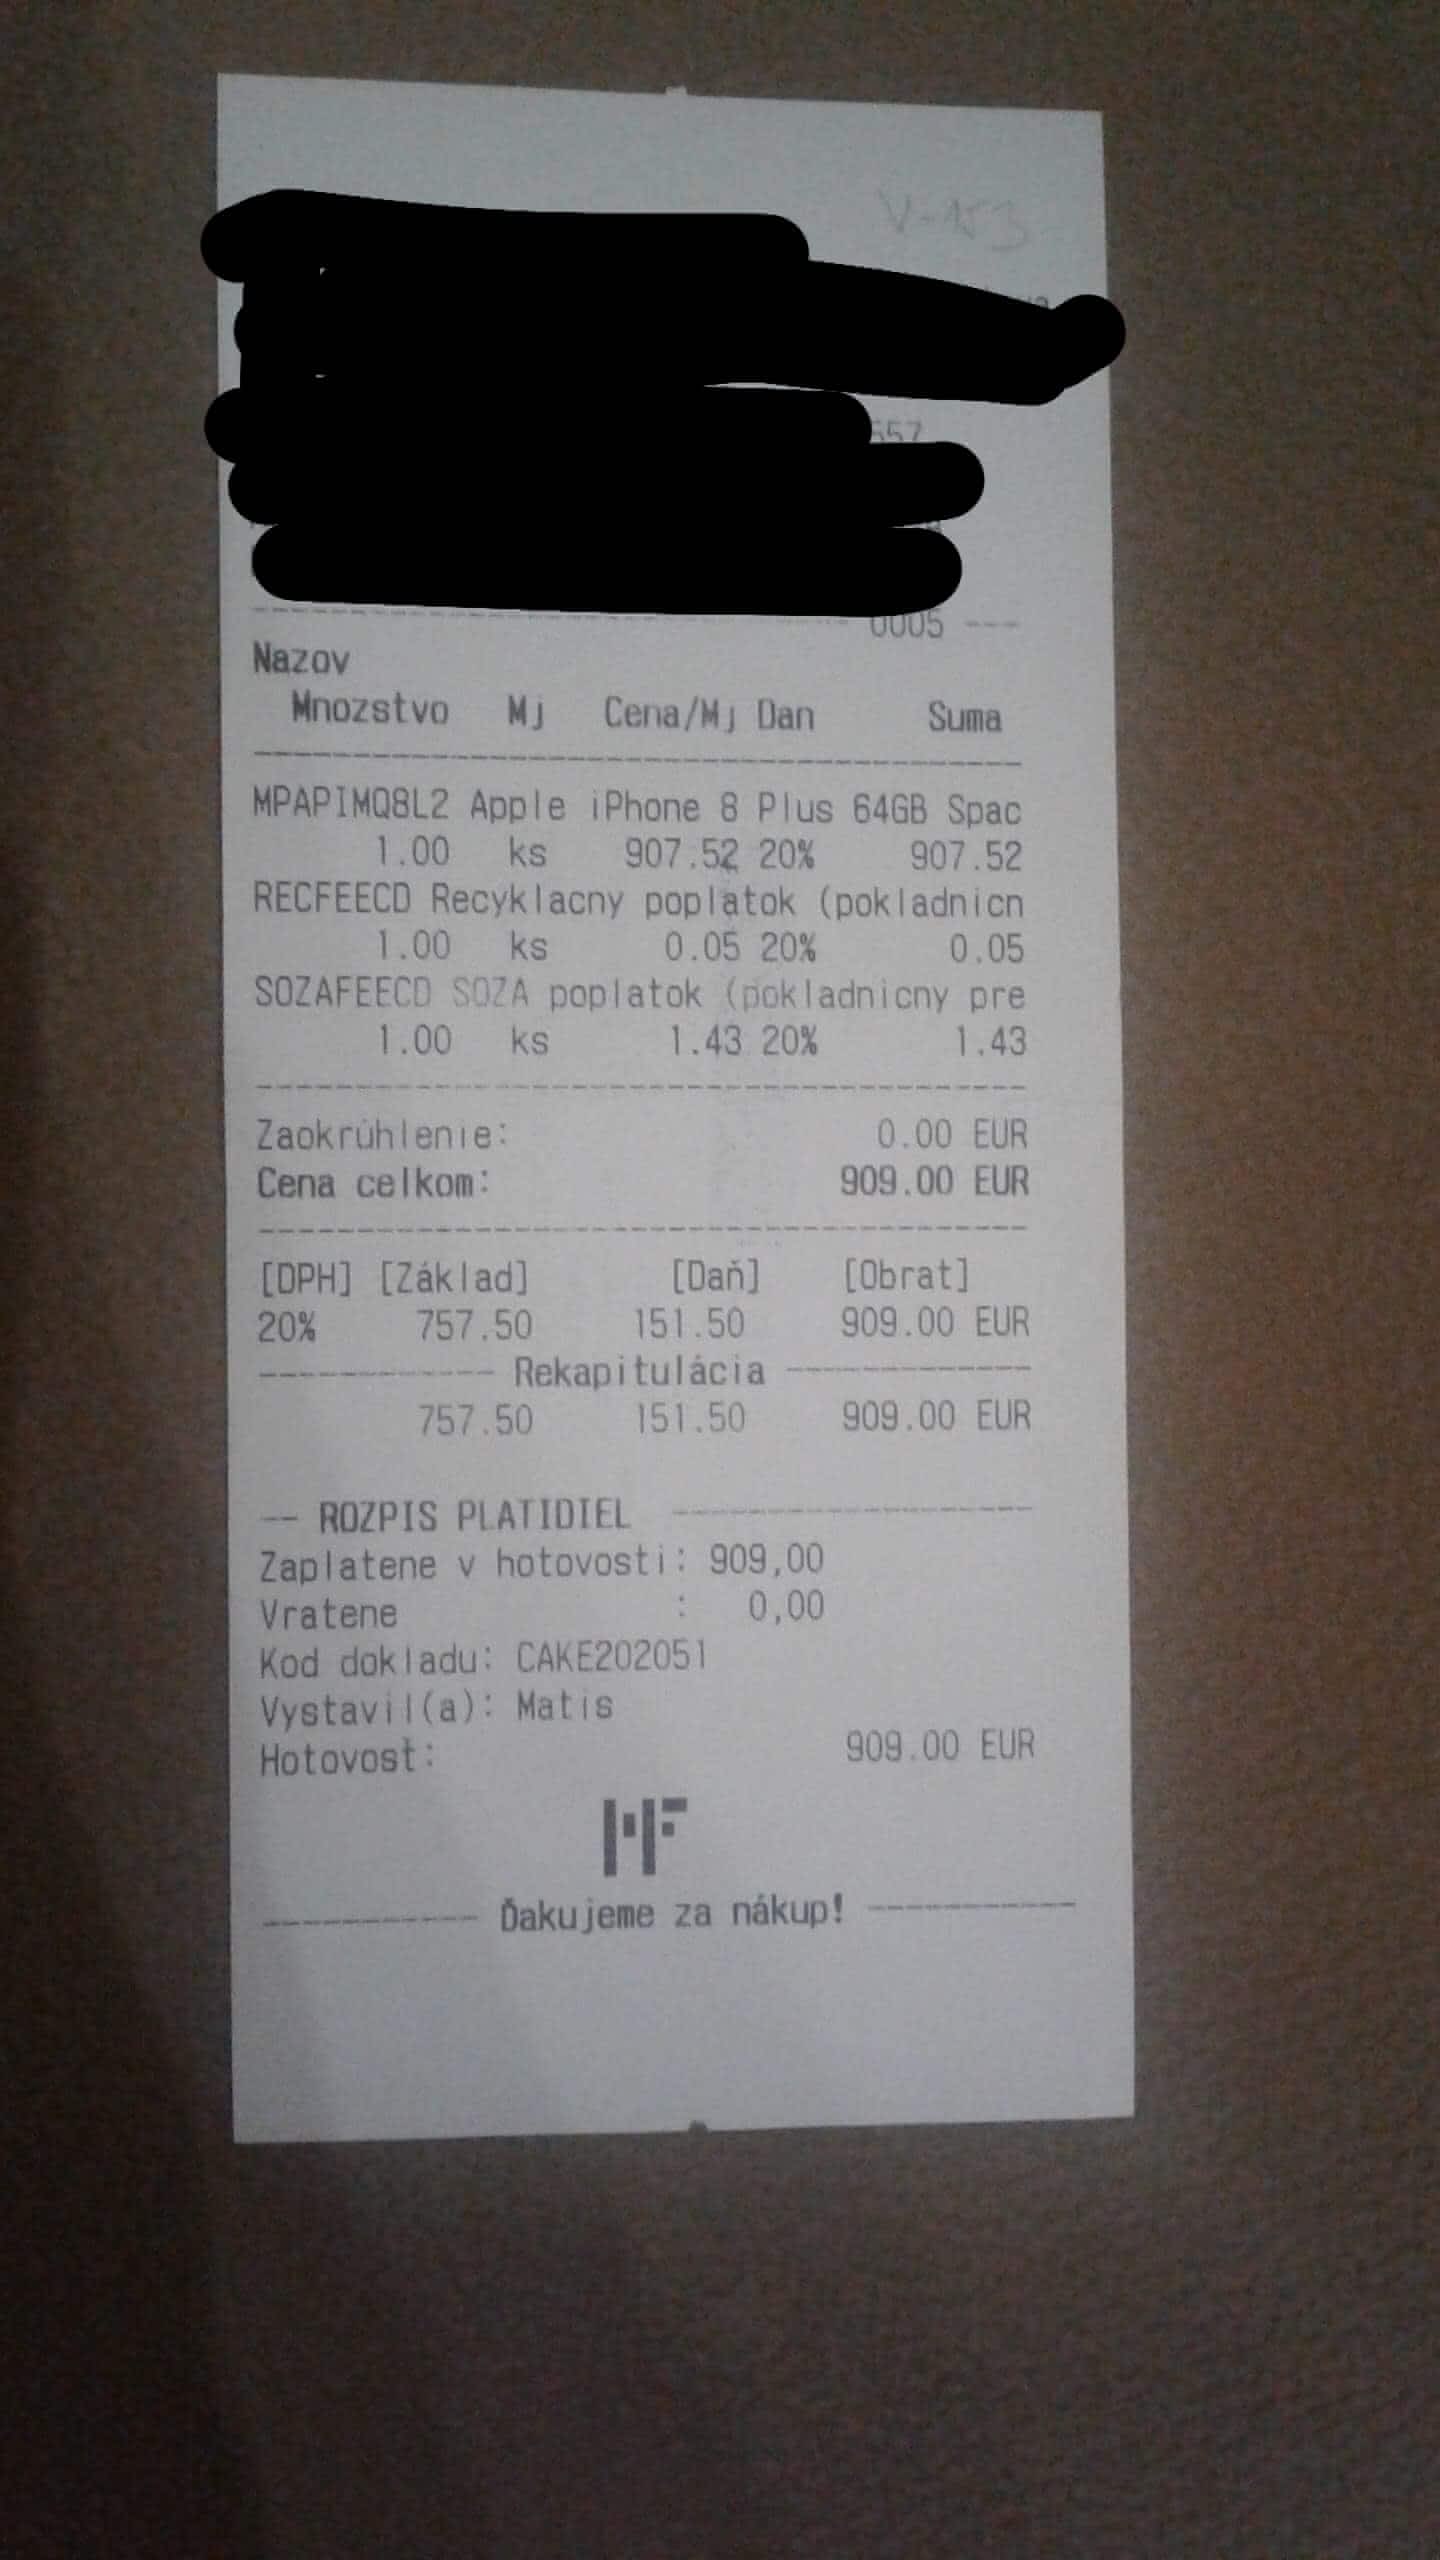 V-153
557
0005 ---
Nazov
Mnozstvo Mj Cena/Mj Dan Suma
MPAPIMQ8L2 Apple iPhone 8 Plus 64GB Spac
1.00 ks 907.52 20% 907.52
RECFEECD Recyklacny poplatok (pokladnicn
1.00 ks 0.05 20% 0.05
SOZAFEECD SOZA poplatok (pokladnicny pre
1.00 ks 1.43 20% 1.43
Zaokrúhlenie: 0.00 EUR
Cena celkom: 909.00 EUR
[DPH] [Základ] [Daň] [Obrat]
20% 757.50 151.50 909.00 EUR
------------ Rekapitulácia -------------
757.50 151.50 909.00 EUR
-- ROZPIS PLATIDIEL -------------------
Zaplatene v hotovosti: 909,00
Vratene : 0,00
Kod dokladu: CAKE202051
Vystavil(a): Matis
Hotovosť: 909.00 EUR
MF
----------- Ďakujeme za nákup! -----------